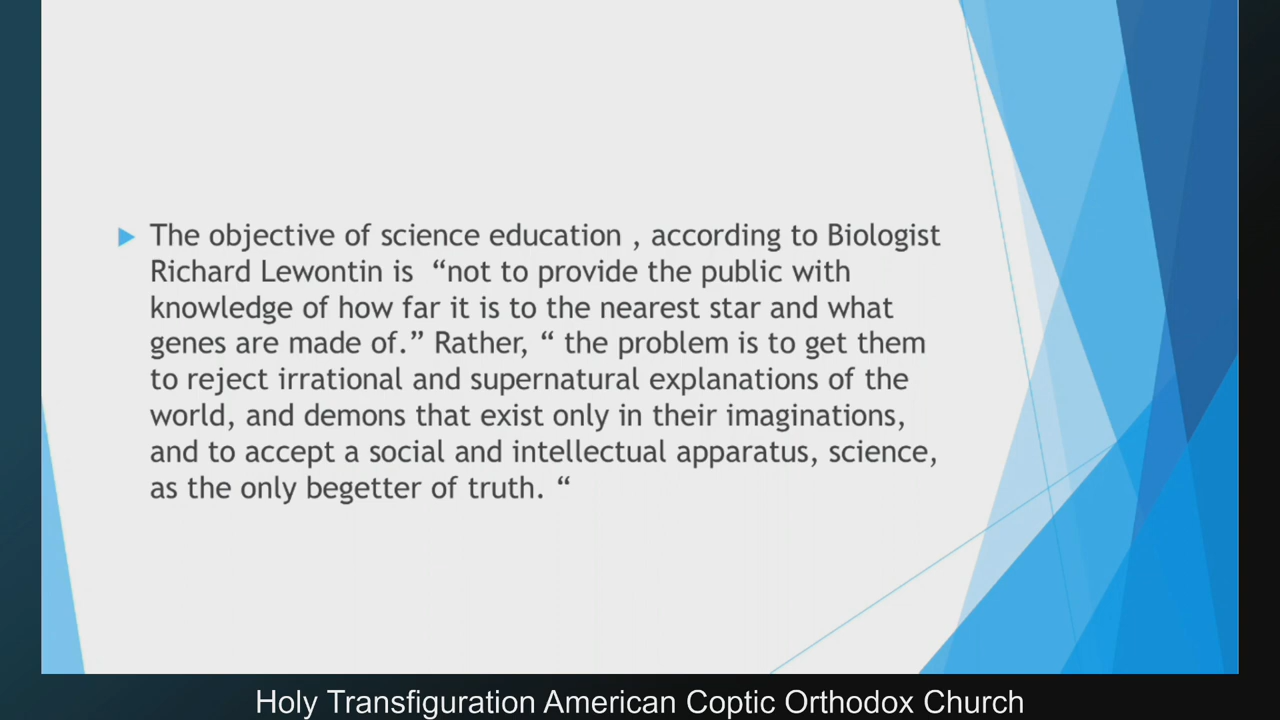 The objective of science education , according to Biologist
Richard Lewontin is “not to provide the public with
knowledge of how far it is to the nearest star and what
genes are made of.” Rather, “ the problem is to get them
to reject irrational and supernatural explanations of the
world, and demons that exist only in their imaginations,
and to accept a social and intellectual apparatus, science,
as the only begetter of truth. “
Holy Transfiguration American Coptic Orthodox Church